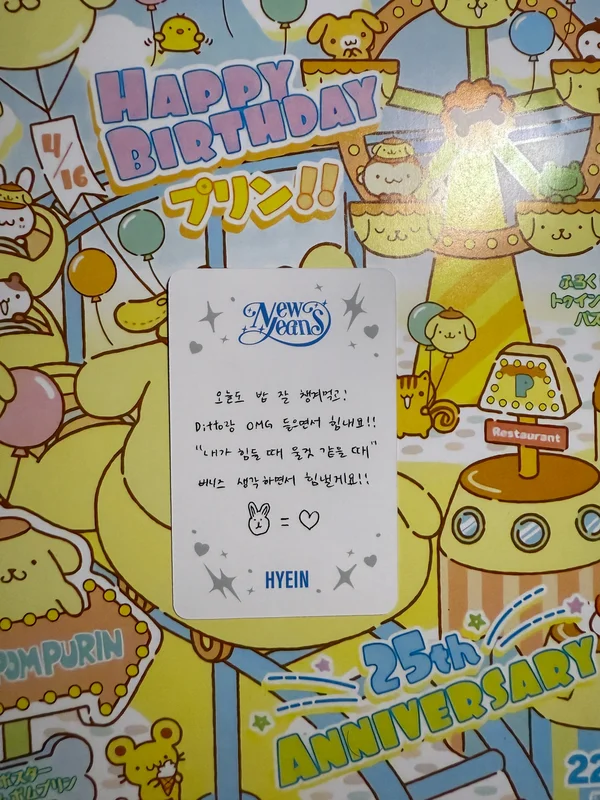 HAPPY
BIRTHDAY
4/16
プリン!!
New
Jeans
오늘도 밥 잘 챙겨먹고!
Ditto랑 OMG 들으면서 힘내요!!
"내가 힘들 때 울것 같을 때"
버니즈 생각하면서 힘낼게요!!
=
HYEIN
P
Restaurant
POMPURIN
25th
ANNIVERSARY
22